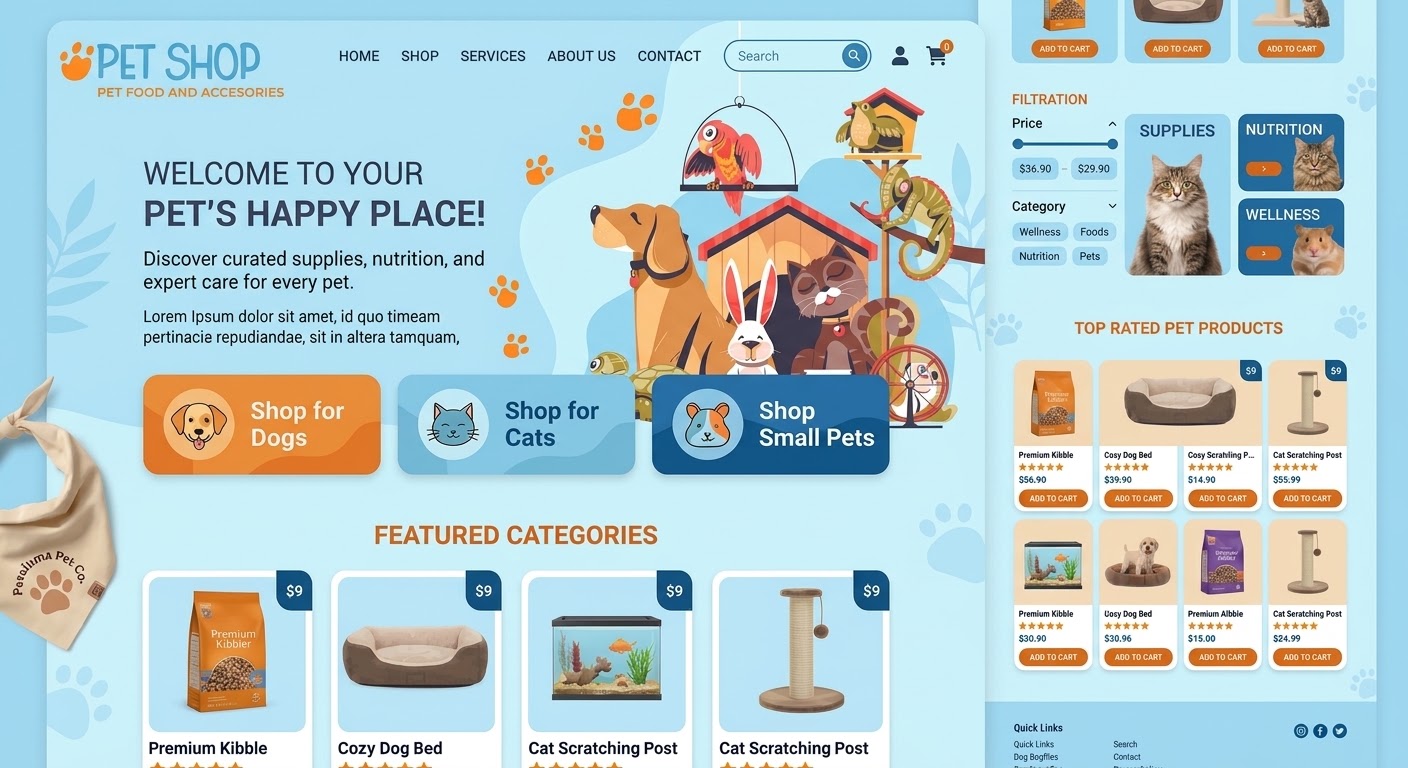 PET SHOP
PET FOOD AND ACCESORIES
HOME
SHOP
SERVICES
ABOUT US
CONTACT
Search
0
WELCOME TO YOUR
PET'S HAPPY PLACE!
Discover curated supplies, nutrition, and
expert care for every pet.
Lorem Ipsum dolor sit amet, id quo timeam
pertinacie repudiandae, sit in altera tamquam,
Shop for
Dogs
Shop for
Cats
Shop
Small Pets
Pet Co.
FEATURED CATEGORIES
$9
$9
$9
$9
Premium
Kibbler
Premium Kibble
Cozy Dog Bed
Cat Scratching Post
Cat Scratching Post
ADD TO CART
ADD TO CART
ADD TO CART
FILTRATION
Price
$36.90 – $29.90
Category
Wellness
Foods
Nutrition
Pets
SUPPLIES
NUTRITION
>
WELLNESS
>
TOP RATED PET PRODUCTS
$9
$9
Premium Kibble
Cosy Dog Bed
Cosy Scratrling P...
Cat Scratching Post
$56.90
$39.90
$14.90
$55.99
ADD TO CART
ADD TO CART
ADD TO CART
ADD TO CART
Premium Kibble
Uosy Dog Bed
Premium Albbie
Cat Scratching Post
$30.90
$30.96
$15.00
$24.99
ADD TO CART
ADD TO CART
ADD TO CART
ADD TO CART
Quick Links
Quick Links
Search
Dog Bogffles
Contact